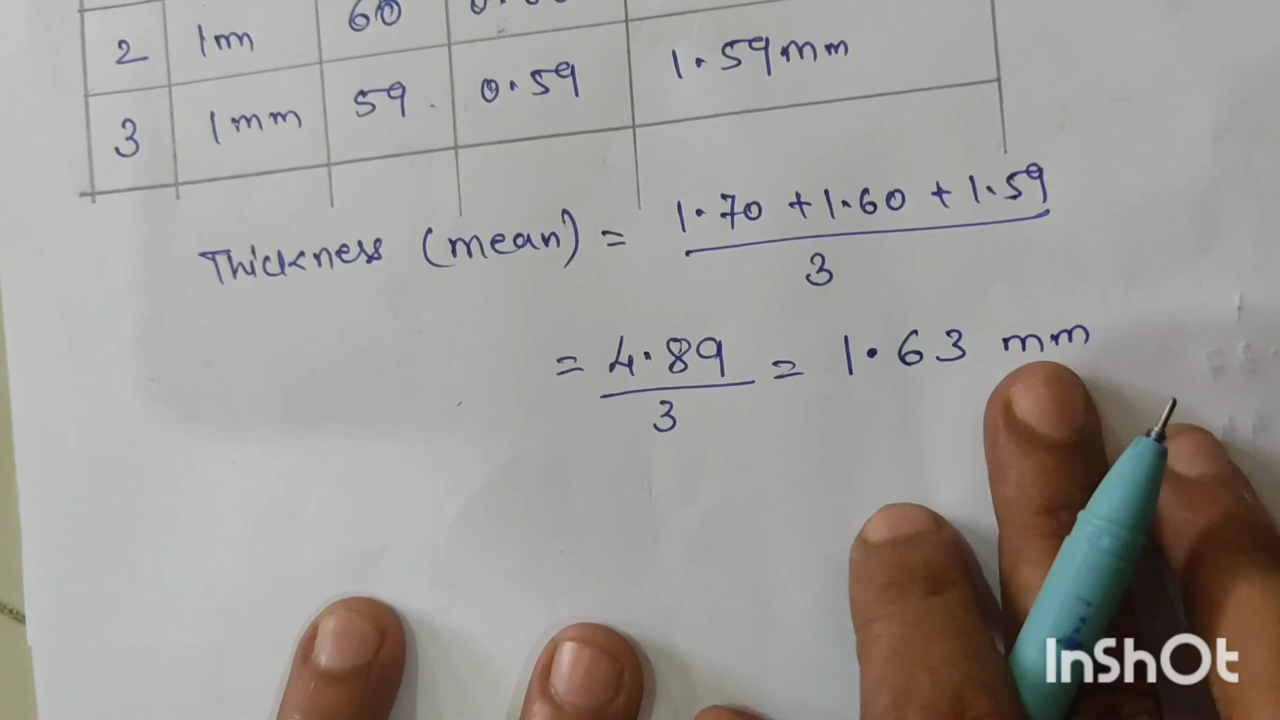 2 1m 60
3 1mm 59 0.59 1.59mm
Thickness (mean) = 1.70 + 1.60 + 1.59
3
= 4.89 = 1.63 mm
3
InShOt